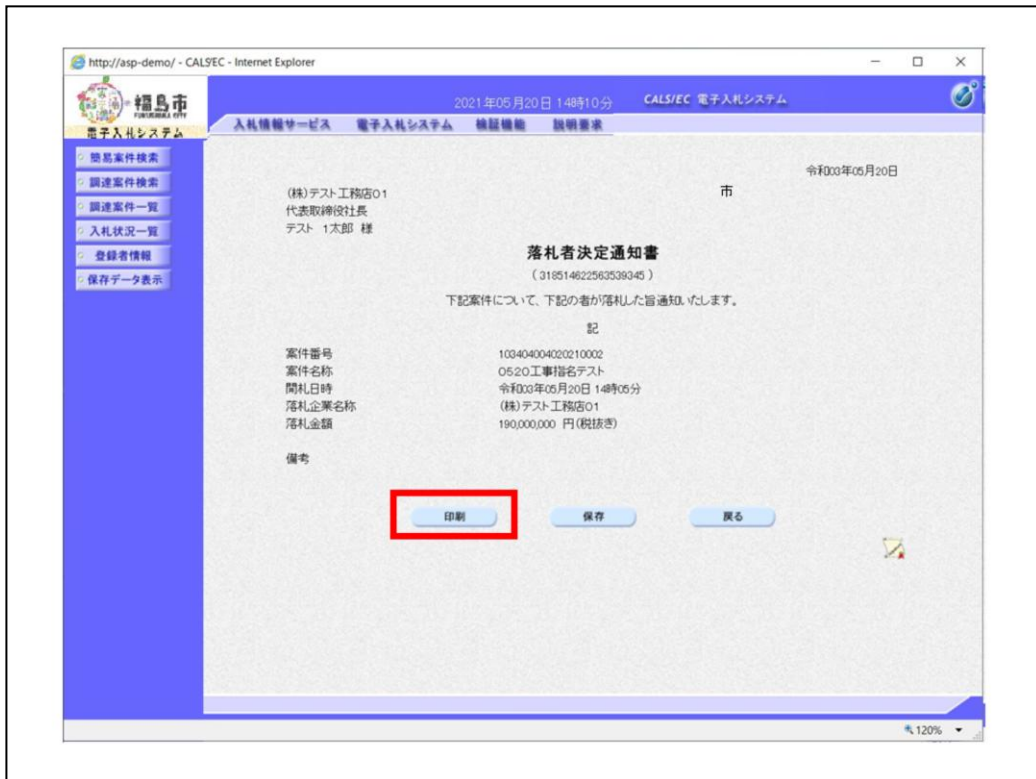 http://asp-demo/ - CALS/EC - Internet Explorer
福島市
FUKUSHIMA CITY
電子入札システム
2021年05月20日 14時10分
CALS/EC 電子入札システム
入札情報サービス 電子入札システム 検証機能 説明要求
簡易案件検索
調達案件検索
調達案件一覧
入札状況一覧
登録者情報
保存データ表示
令和03年05月20日
(株)テスト工務店01
市
代表取締役社長
テスト 1太郎 様
落札者決定通知書
(318514622563539345)
下記案件について、下記の者が落札した旨通知いたします。
記
案件番号 103404004020210002
案件名称 0520工事指名テスト
開札日時 令和03年05月20日 14時05分
落札企業名称 (株)テスト工務店01
落札金額 190,000,000 円(税抜き)
備考
印刷 保存 戻る
120%